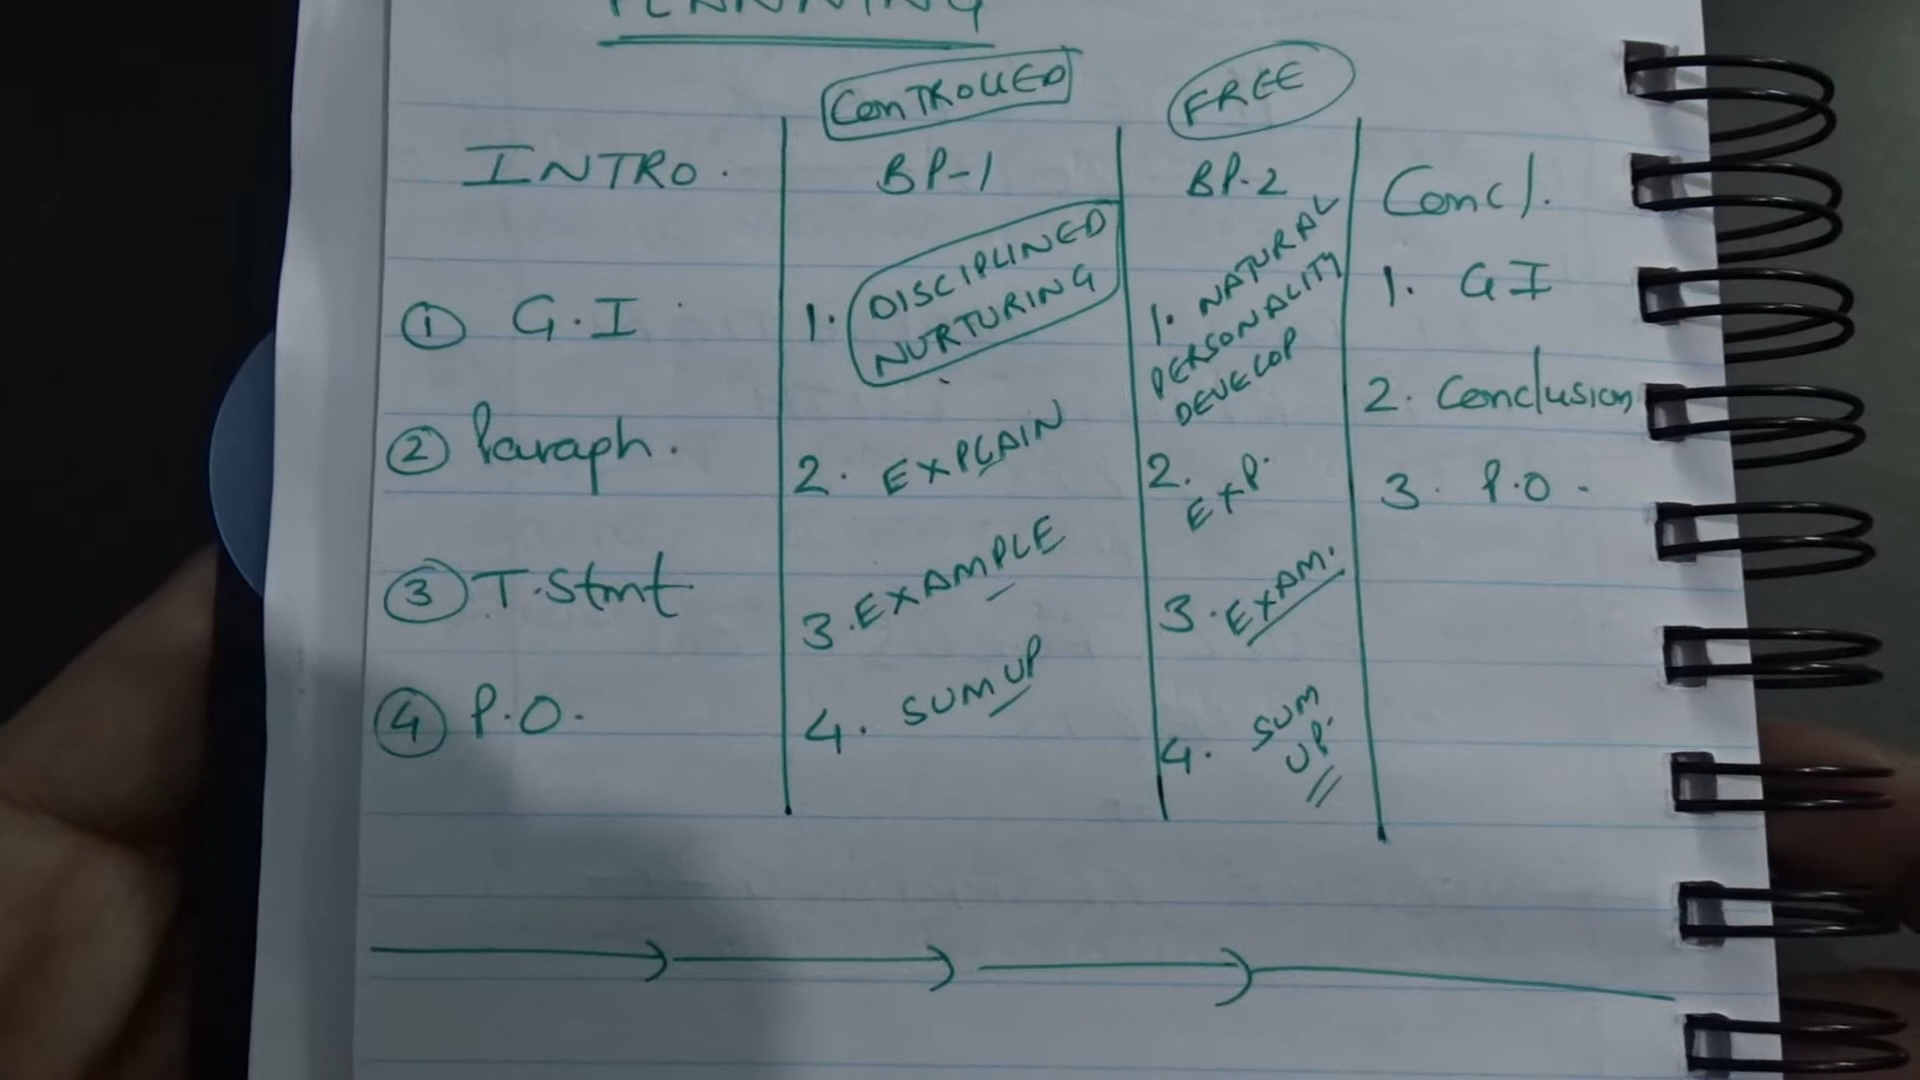 PLANNING
CONTROLLED
FREE
INTRO.
BP-1
BP-2
Concl.
① G.I
② Paraph.
③ T.Stmt
④ P.O.
1. DISCIPLINED
NURTURING
2. EXPLAIN
3. EXAMPLE
4. SUM UP
1. NATURAL
PERSONALITY
DEVELOP
2.
EXP.
3. EXAM.
4. SUM
UP.
1. GI
2. Conclusion
3. P.O.